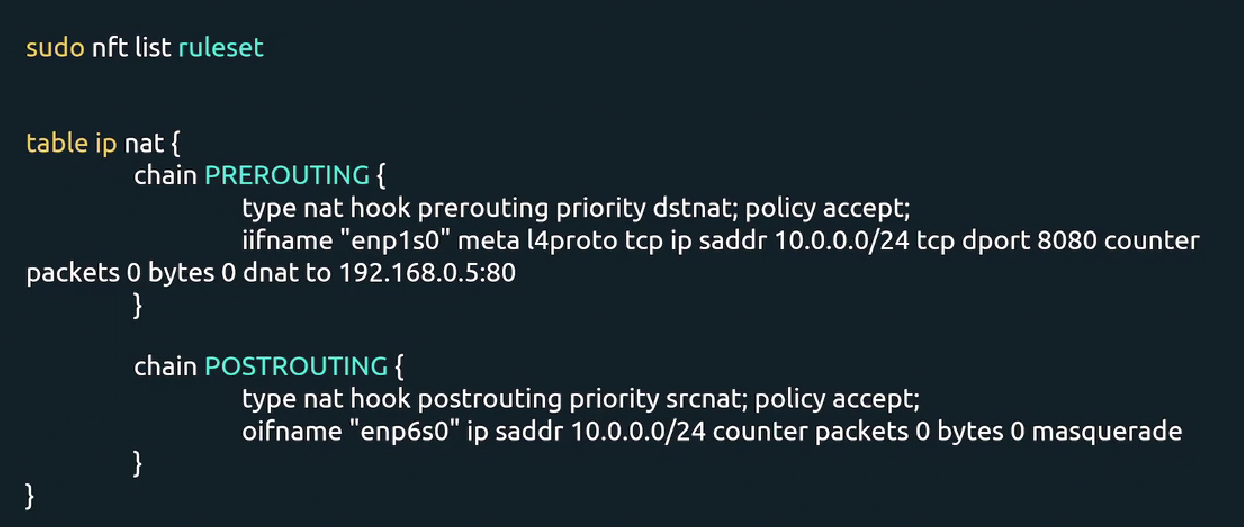 sudo nft list ruleset
table ip nat {
chain PREROUTING {
type nat hook prerouting priority dstnat; policy accept;
iifname "enp1s0" meta l4proto tcp ip saddr 10.0.0.0/24 tcp dport 8080 counter
packets 0 bytes 0 dnat to 192.168.0.5:80
}
chain POSTROUTING {
type nat hook postrouting priority srcnat; policy accept;
oifname "enp6s0" ip saddr 10.0.0.0/24 counter packets 0 bytes 0 masquerade
}
}